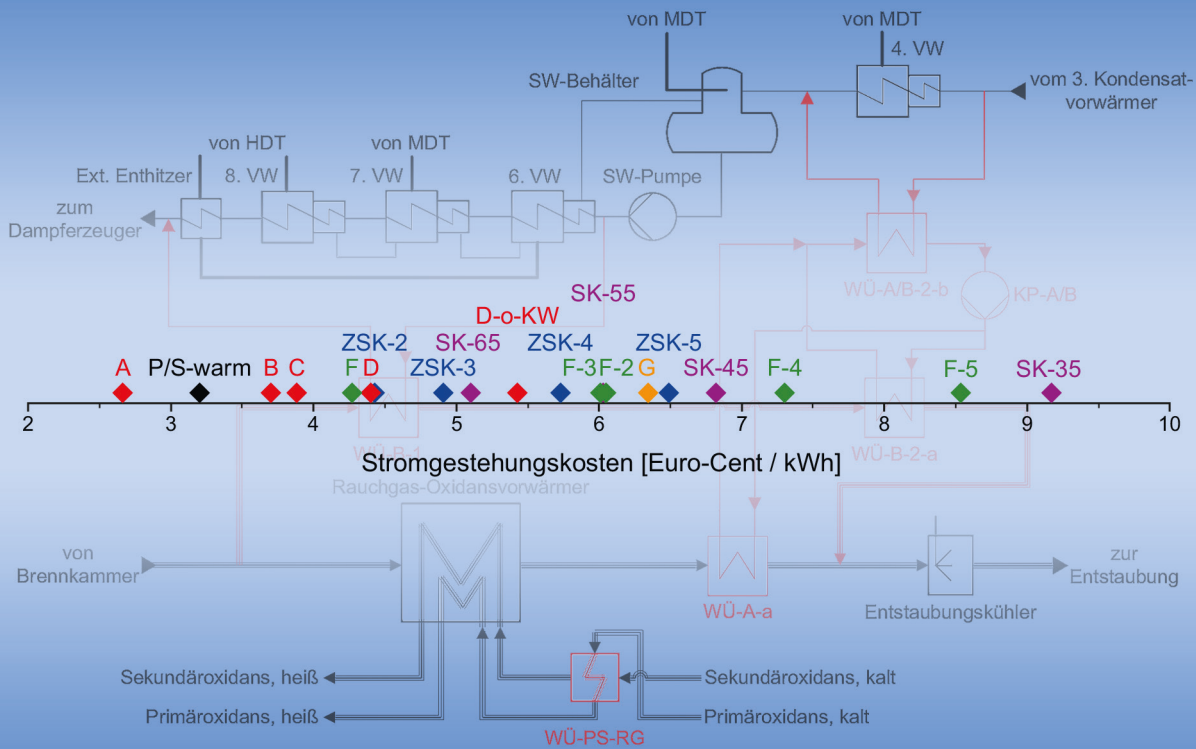 von MDT
von MDT
4. VW
SW-Behälter
vom 3. Kondensat-
vorwärmer
von HDT
von MDT
Ext. Enthitzer
8. VW
7. VW
6. VW
SW-Pumpe
zum
Dampferzeuger
WÜ-A/B-2-b
KP-A/B
SK-55
D-o-KW
ZSK-2
SK-65
ZSK-4
ZSK-5
A
P/S-warm
B
C
F
D
ZSK-3
F-3
F-2
G
SK-45
F-4
F-5
SK-35
2
3
4
5
6
7
8
9
10
WÜ-B-1
WÜ-B-2-a
Stromgestehungskosten [Euro-Cent / kWh]
Rauchgas-Oxidansvorwärmer
von
Brennkammer
zur
Entstaubung
WÜ-A-a
Entstaubungskühler
Sekundäroxidans, heiß
Sekundäroxidans, kalt
Primäroxidans, heiß
Primäroxidans, kalt
WÜ-PS-RG